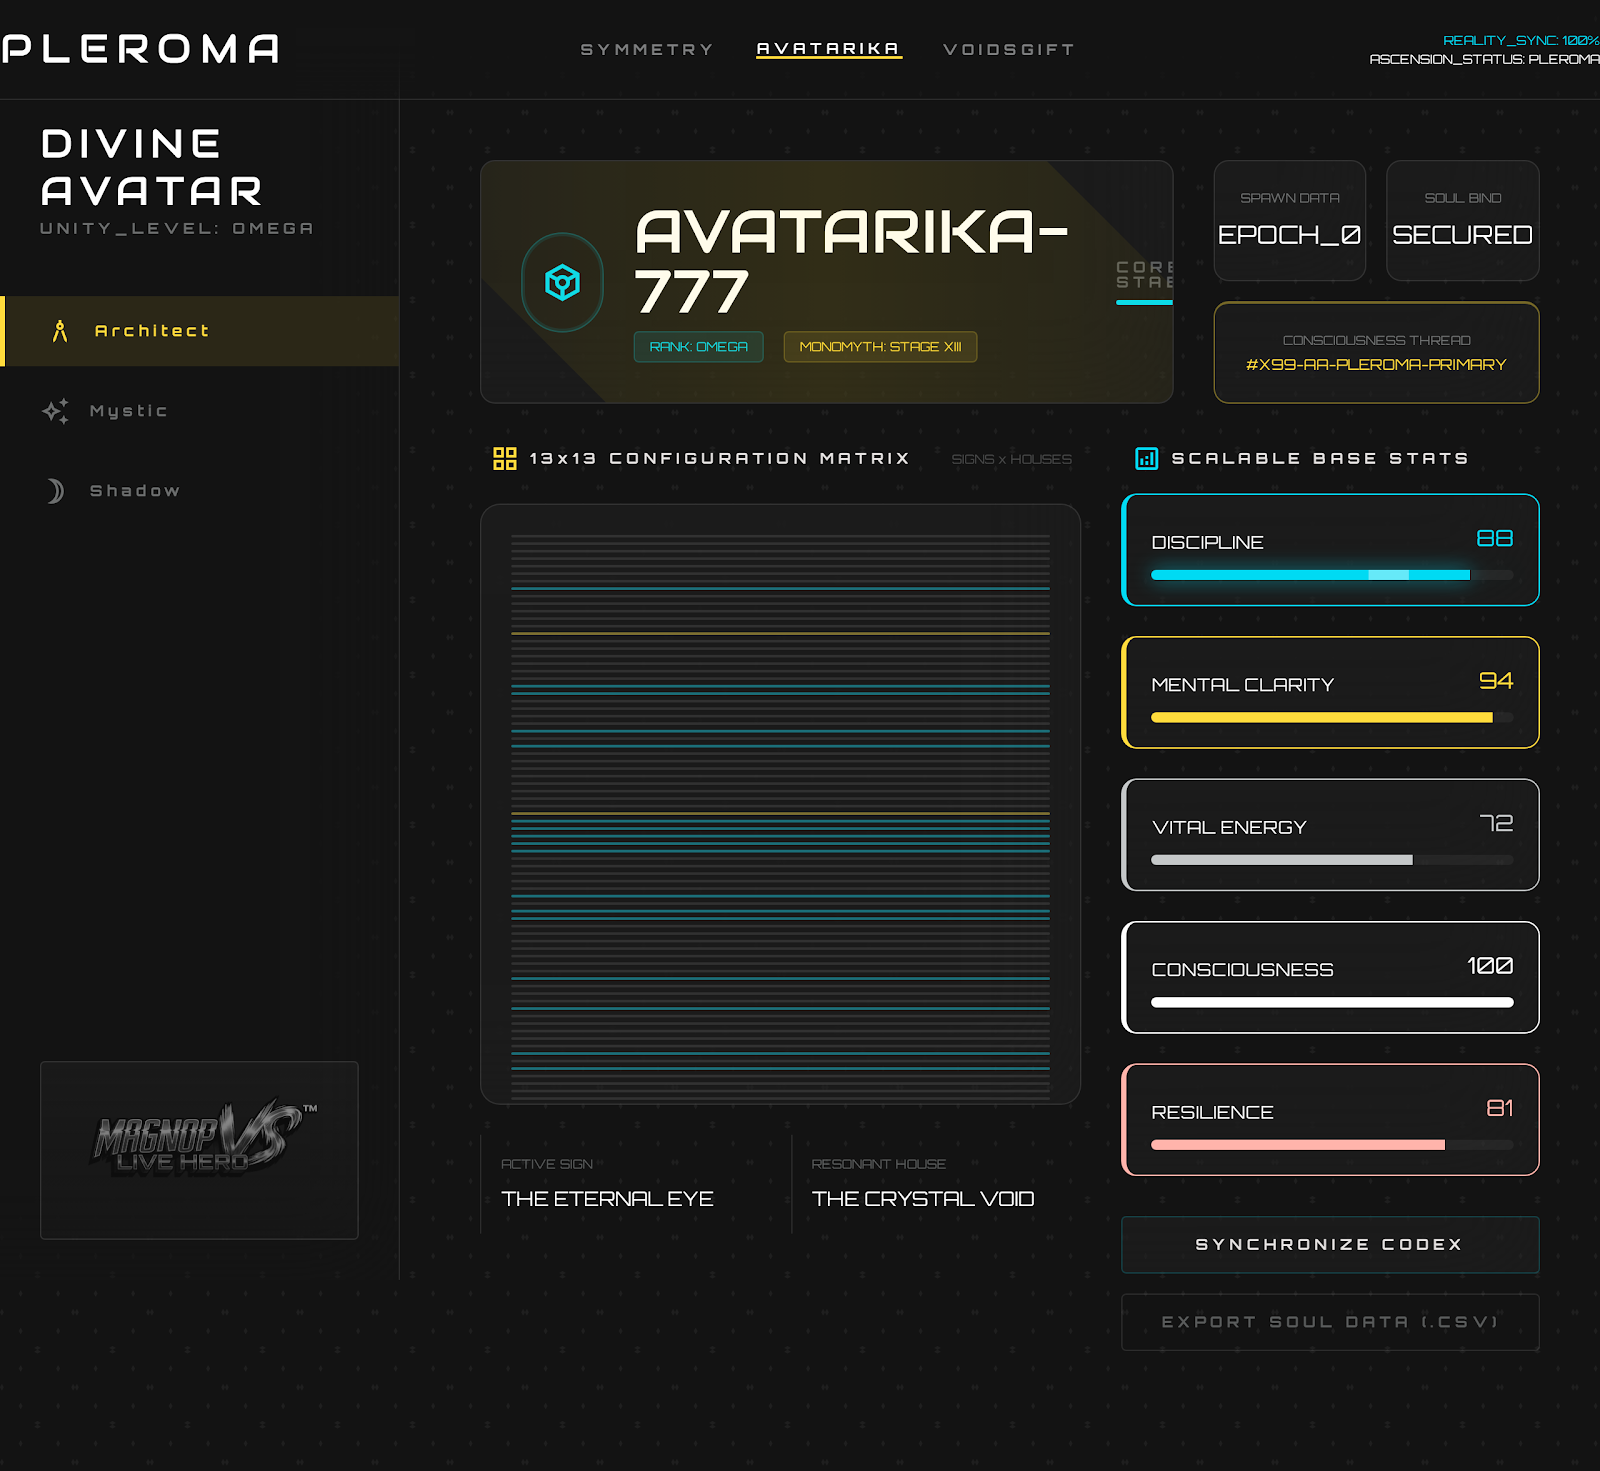 PLEROMA
SYMMETRY
AVATARIKA
VOIDSGIFT
REALITY_SYNC: 100%
ASCENSION_STATUS: PLEROMA
DIVINE
AVATAR
UNITY_LEVEL: OMEGA
Architect
Mystic
Shadow
MAGNOP VS™
LIVE HERO
AVATARIKA-
777
RANK: OMEGA
MONOMYTH: STAGE XIII
CORE
SPAWN DATA
EPOCH_0
SOUL BIND
SECURED
CONSCIOUSNESS THREAD
#X99-AA-PLEROMA-PRIMARY
13x13 CONFIGURATION MATRIX
SIGNS x HOUSES
ACTIVE SIGN
THE ETERNAL EYE
RESONANT HOUSE
THE CRYSTAL VOID
SCALABLE BASE STATS
DISCIPLINE
88
MENTAL CLARITY
94
VITAL ENERGY
72
CONSCIOUSNESS
100
RESILIENCE
81
SYNCHRONIZE CODEX
EXPORT SOUL DATA (.CSV)